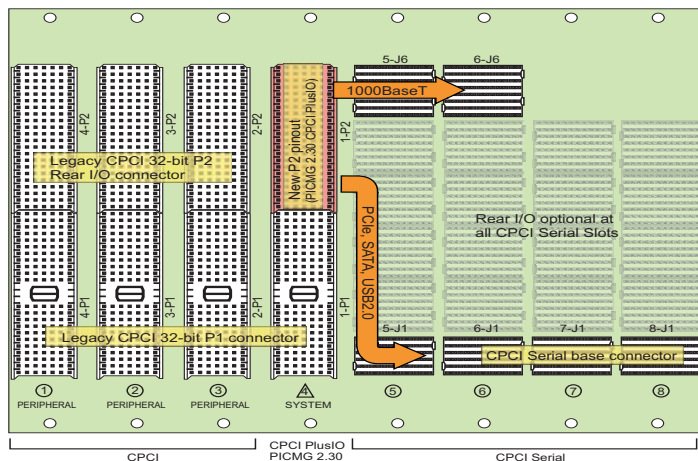 5-J6
6-J6
1000BaseT
4-P2
3-P2
2-P2
1-P2
New P2 pinout
(PICMG 2.30 CPCI PlusIO)
Legacy CPCI 32-bit P2
Rear I/O connector
PCIe, SATA, USB2.0
Rear I/O optional at
all CPCI Serial Slots
4-P1
3-P1
2-P1
1-P1
5-J1
6-J1
7-J1
8-J1
Legacy CPCI 32-bit P1 connector
CPCI Serial base connector
1
2
3
4
5
6
7
8
PERIPHERAL
PERIPHERAL
PERIPHERAL
SYSTEM
CPCI
CPCI PlusIO
PICMG 2.30
CPCI Serial